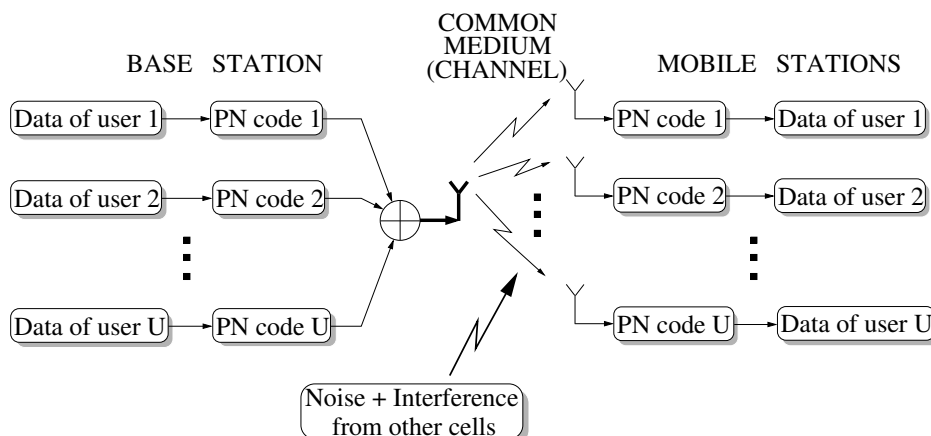 COMMON
MEDIUM
(CHANNEL)
BASE STATION
MOBILE STATIONS
Data of user 1
PN code 1
PN code 1
Data of user 1
Data of user 2
PN code 2
PN code 2
Data of user 2
Data of user U
PN code U
PN code U
Data of user U
Noise + Interference
from other cells